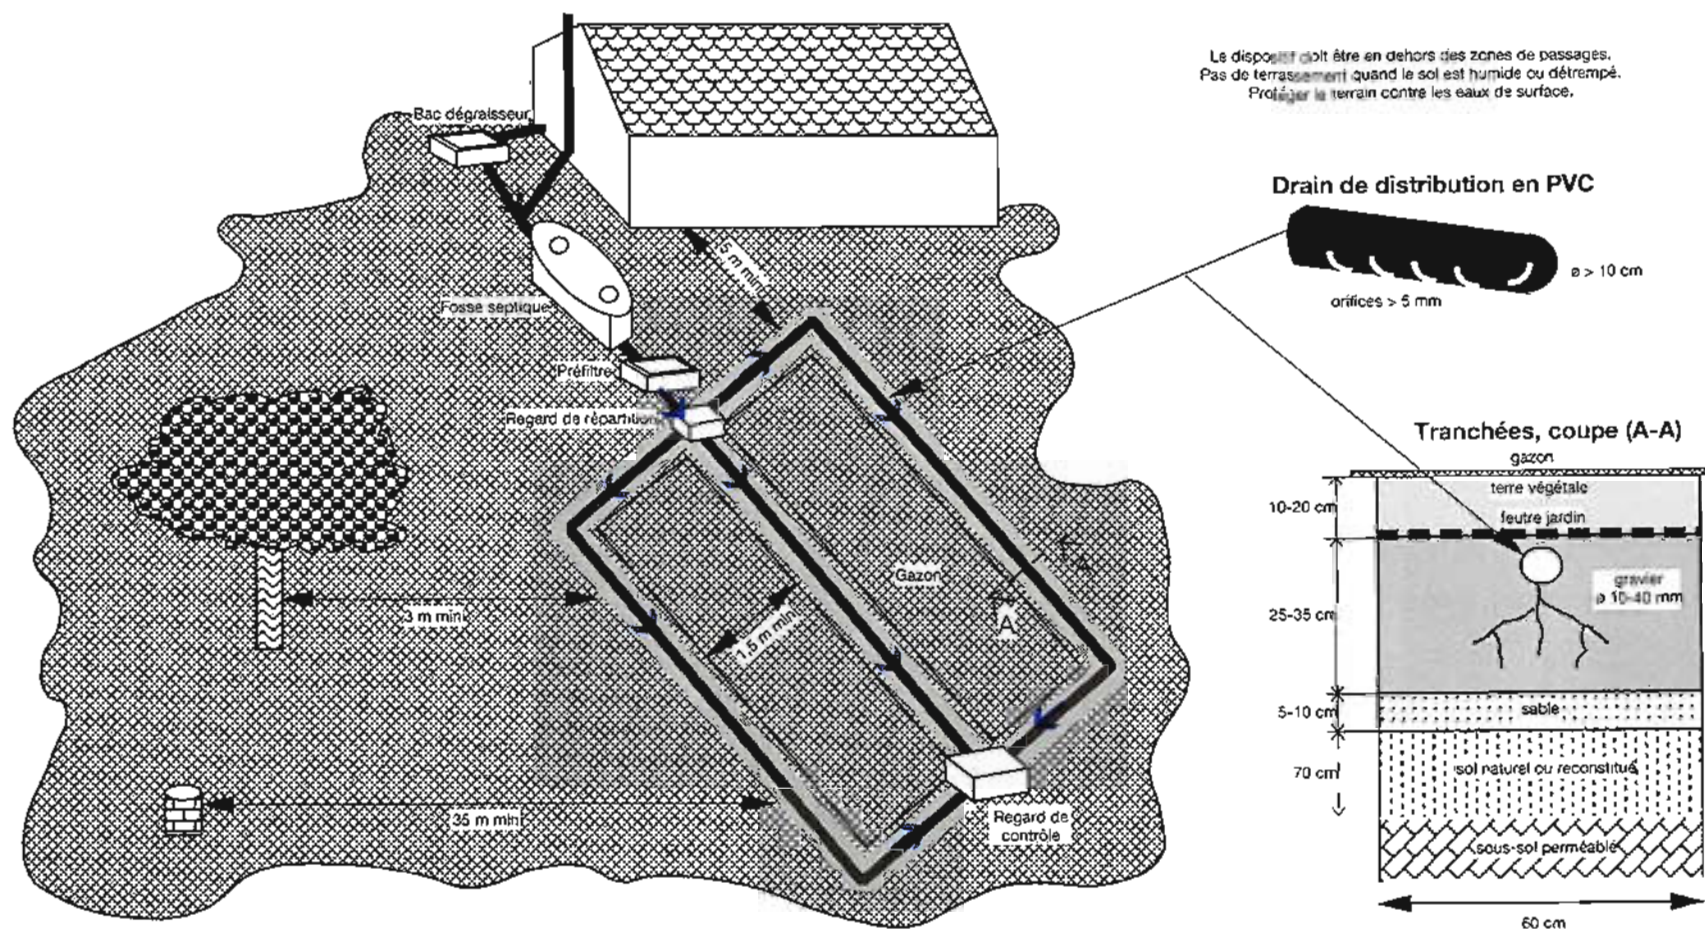 Le dispositif doit être en dehors des zones de passages.
Pas de terrassement quand le sol est humide ou détrempé.
Protéger le terrain contre les eaux de surface.
Bac dégraisseur
Drain de distribution en PVC
5 m min
ø > 10 cm
orifices > 5 mm
Fosse septique
Préfiltre
Regard de répartition
Tranchées, coupe (A-A)
gazon
terre végétale
10-20 cm
feutre jardin
gravier
ø 10-40 mm
25-35 cm
Gazon
A
A
3 m min
1,5 m min
sable
5-10 cm
sol naturel ou reconstitué
70 cm
35 m min
Regard de
contrôle
sous-sol perméable
60 cm